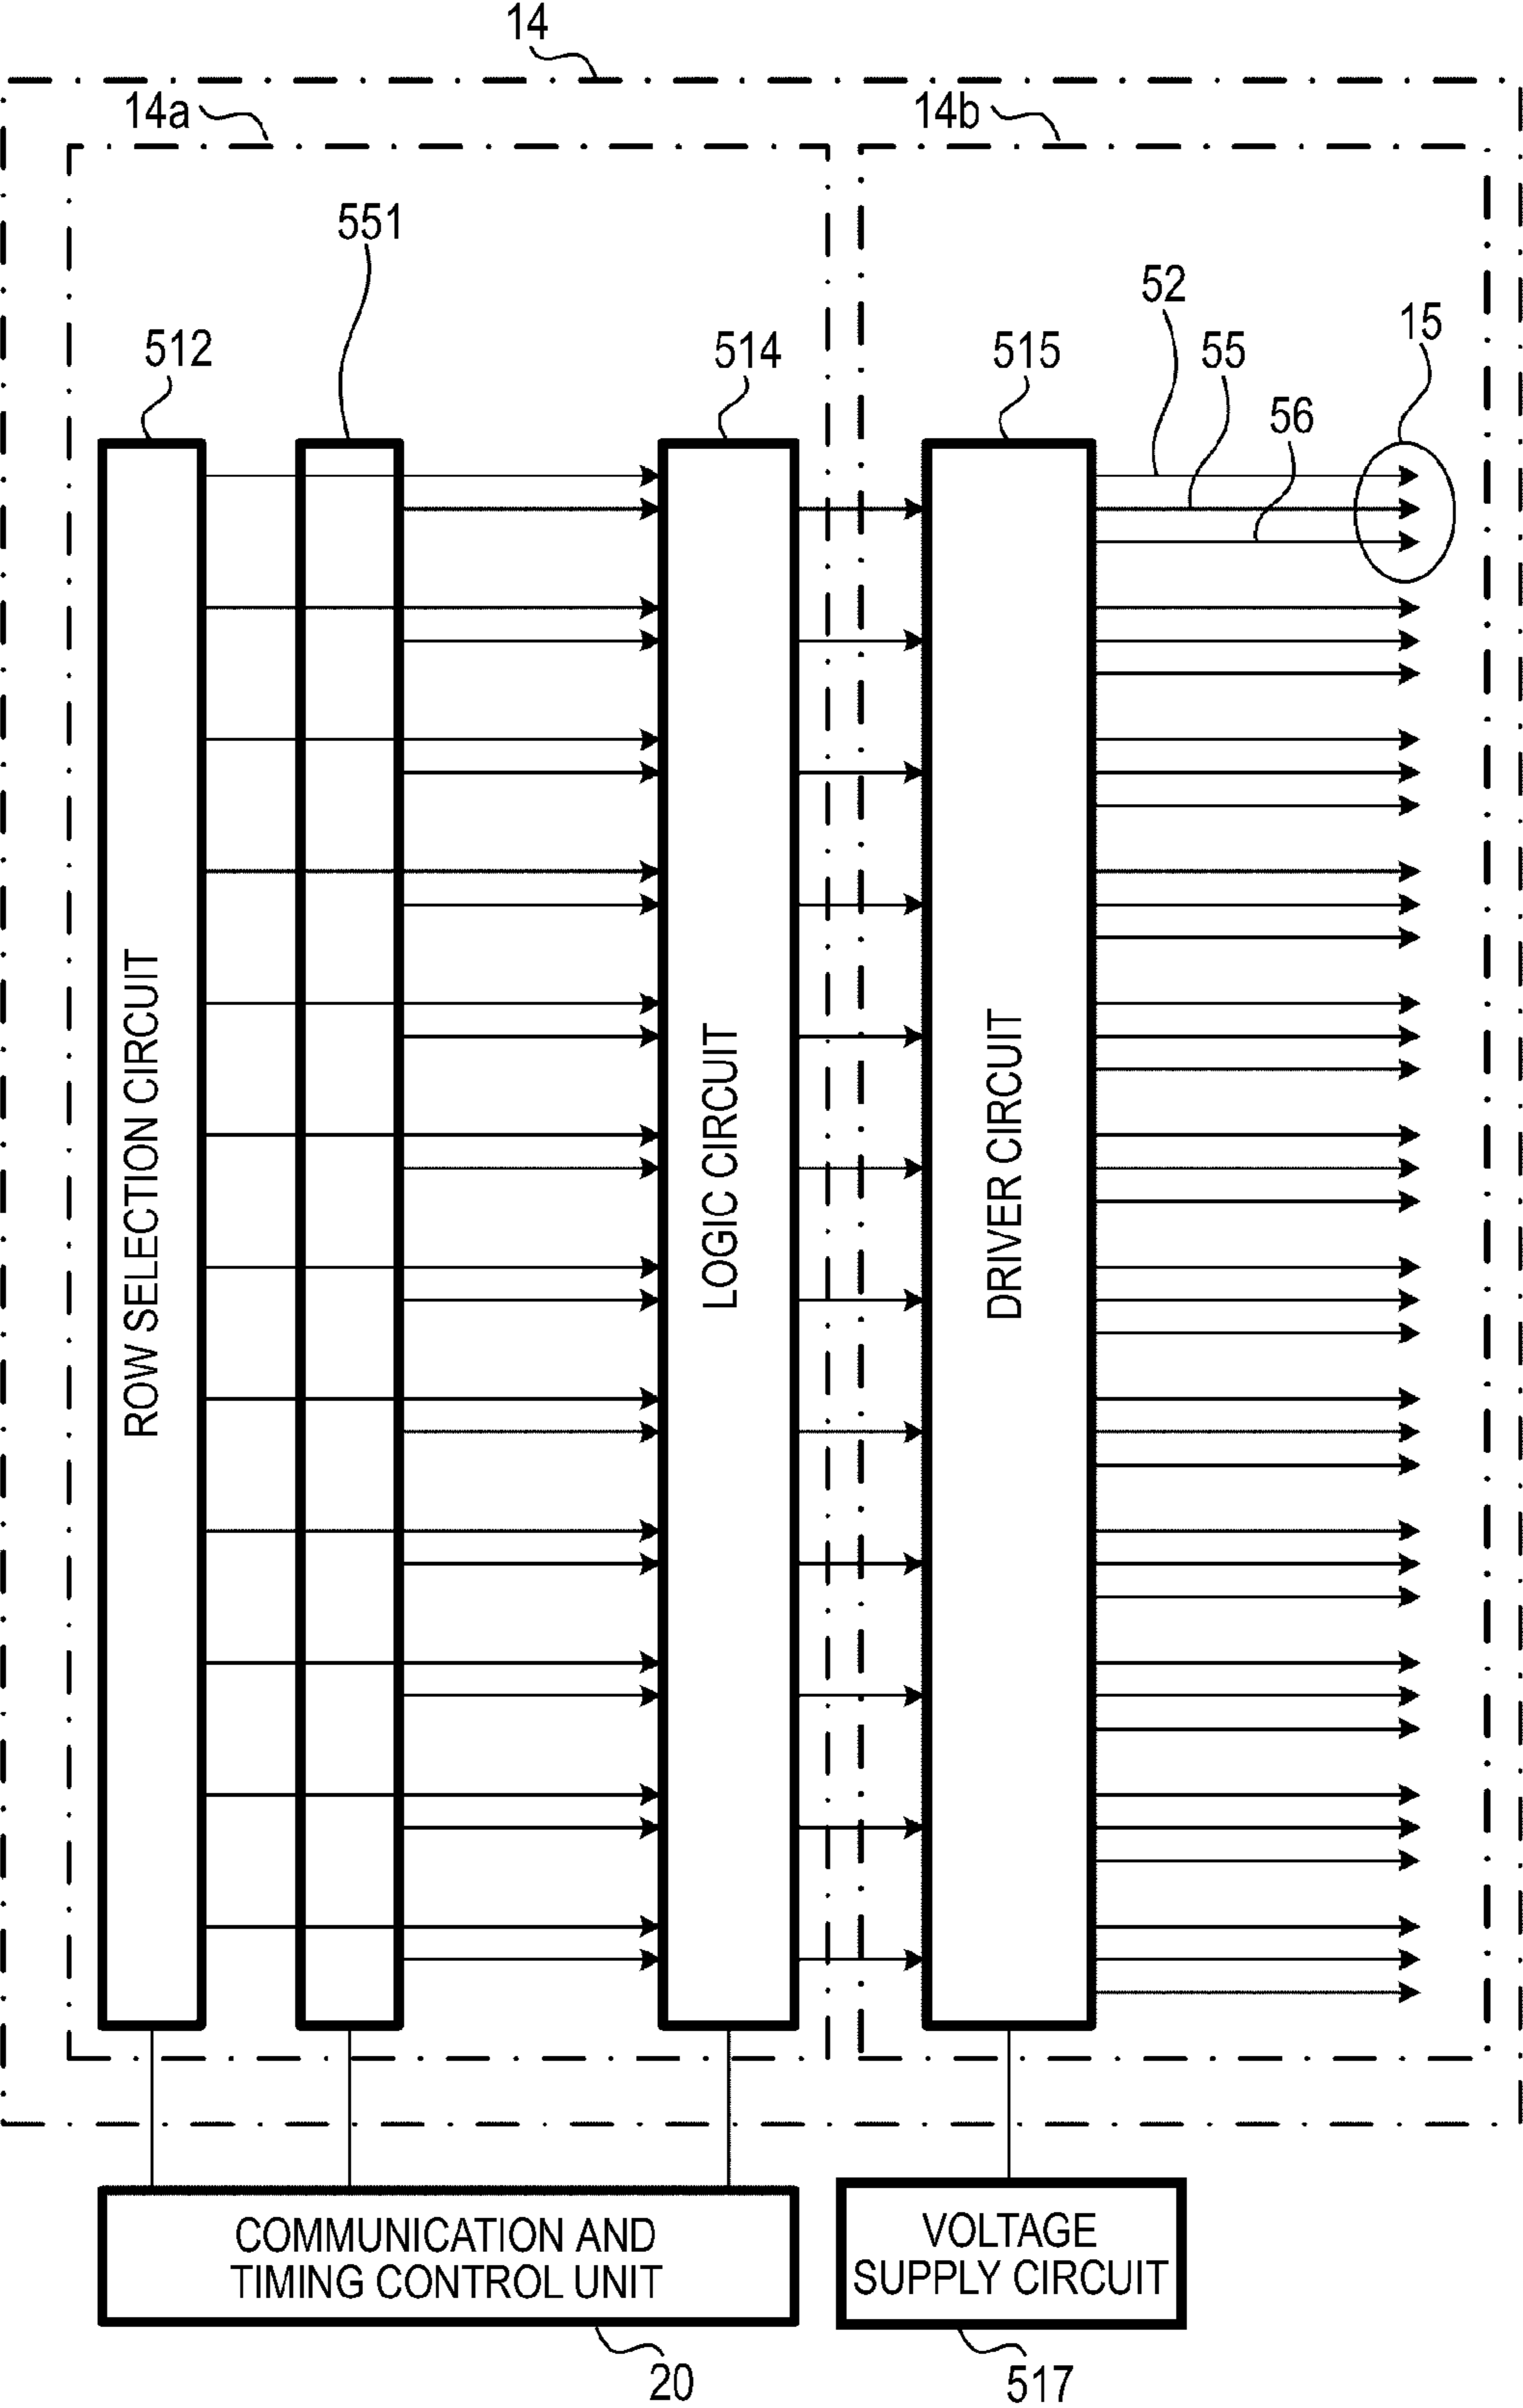 14
14a
14b
551
52
15
512
514
515
55
56
ROW SELECTION CIRCUIT
LOGIC CIRCUIT
DRIVER CIRCUIT
COMMUNICATION AND
TIMING CONTROL UNIT
VOLTAGE
SUPPLY CIRCUIT
20
517